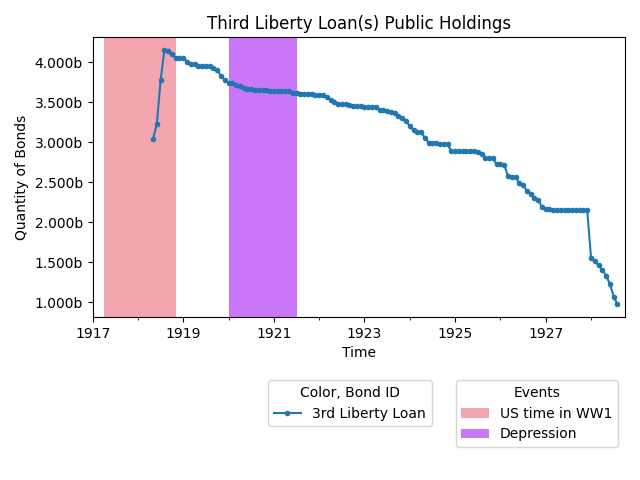 Third Liberty Loan(s) Public Holdings
Quantity of Bonds
4.000b
3.500b
3.000b
2.500b
2.000b
1.500b
1.000b
1917 1919 1921 1923 1925 1927
Time
Color, Bond ID
3rd Liberty Loan
Events
US time in WW1
Depression